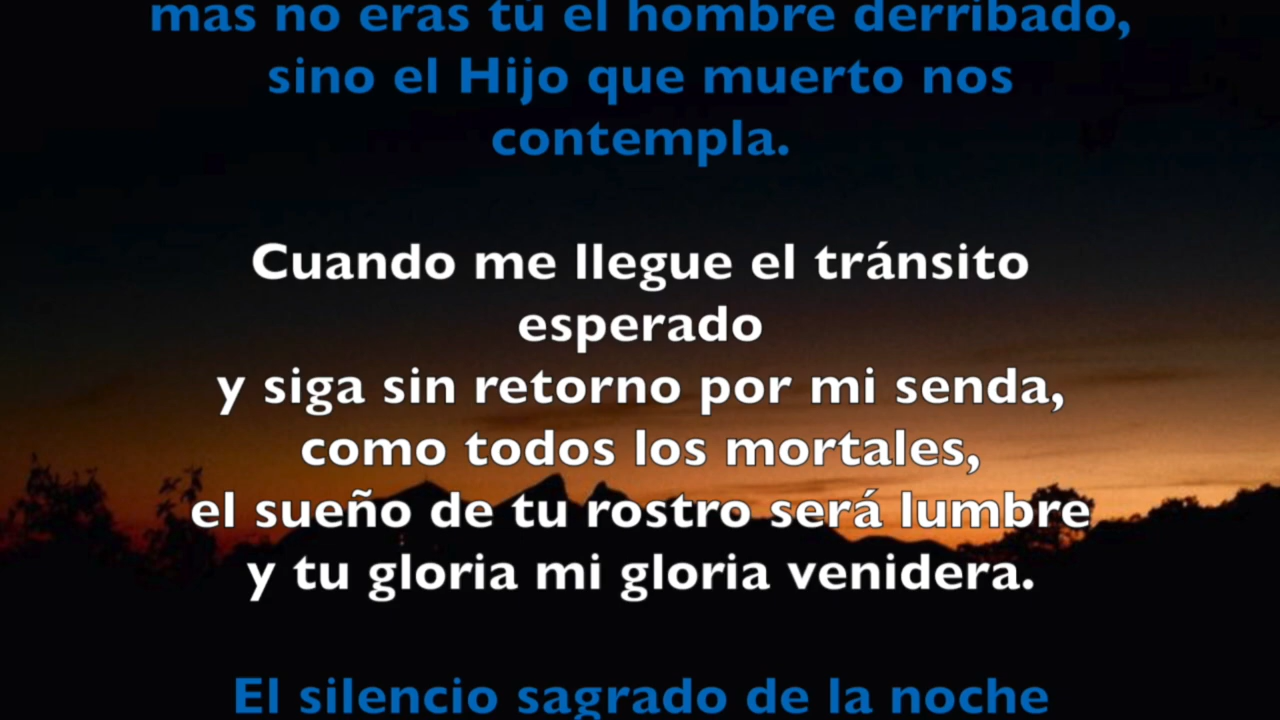 mas no eras tú el hombre derribado,
sino el Hijo que muerto nos
contempla.
Cuando me llegue el tránsito
esperado
y siga sin retorno por mi senda,
como todos los mortales,
el sueño de tu rostro será lumbre
y tu gloria mi gloria venidera.
El silencio sagrado de la noche